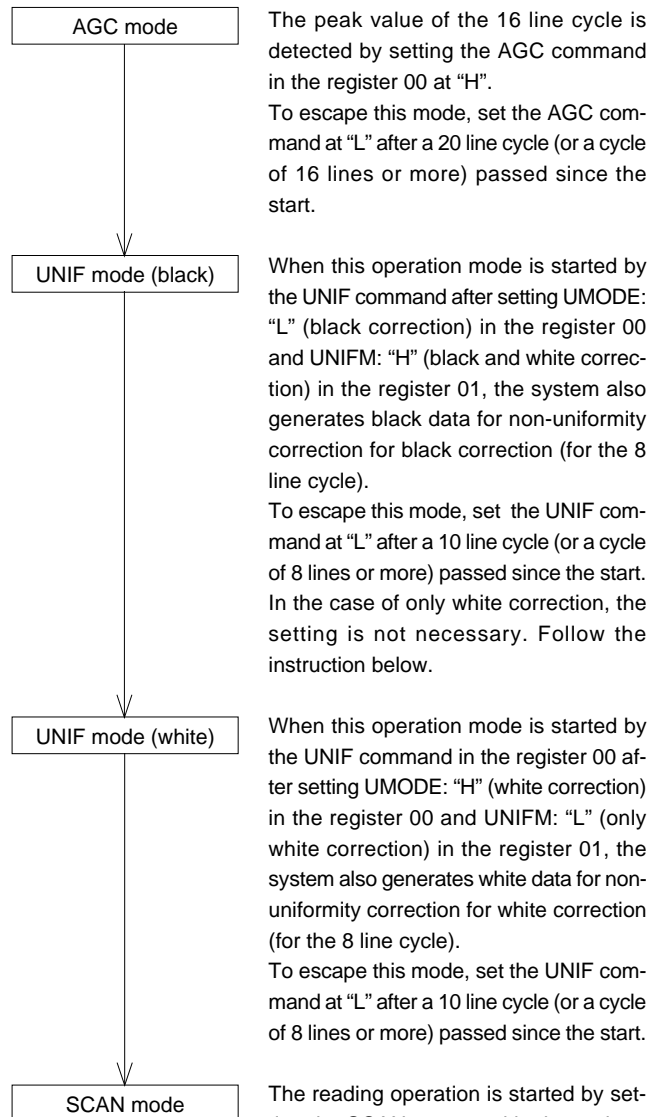 AGC mode
The peak value of the 16 line cycle is
detected by setting the AGC command
in the register 00 at “H”.
To escape this mode, set the AGC com-
mand at “L” after a 20 line cycle (or a cycle
of 16 lines or more) passed since the
start.
UNIF mode (black)
When this operation mode is started by
the UNIF command after setting UMODE:
“L” (black correction) in the register 00
and UNIFM: “H” (black and white correc-
tion) in the register 01, the system also
generates black data for non-uniformity
correction for black correction (for the 8
line cycle).
To escape this mode, set the UNIF com-
mand at “L” after a 10 line cycle (or a cycle
of 8 lines or more) passed since the start.
In the case of only white correction, the
setting is not necessary. Follow the
instruction below.
UNIF mode (white)
When this operation mode is started by
the UNIF command in the register 00 af-
ter setting UMODE: “H” (white correction)
in the register 00 and UNIFM: “L” (only
white correction) in the register 01, the
system also generates white data for non-
uniformity correction for white correction
(for the 8 line cycle).
To escape this mode, set the UNIF com-
mand at “L” after a 10 line cycle (or a cycle
of 8 lines or more) passed since the start.
SCAN mode
The reading operation is started by set-